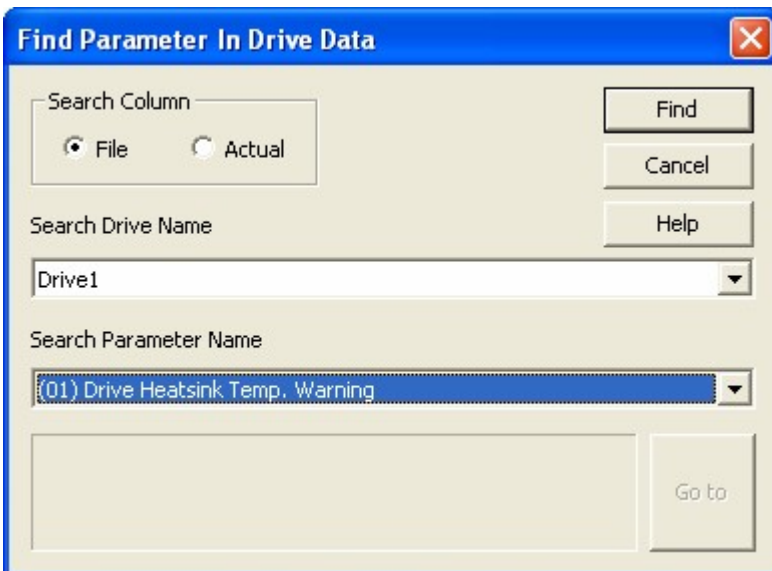 Find Parameter In Drive Data
Search Column
File
Actual
Find
Cancel
Help
Search Drive Name
Drive1
Search Parameter Name
(01) Drive Heatsink Temp. Warning
Go to